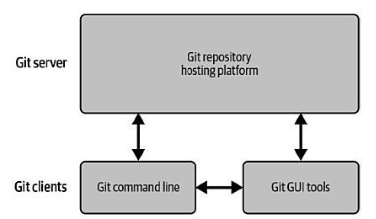 Git server
Git repository
hosting platform
Git clients
Git command line
Git GUI tools